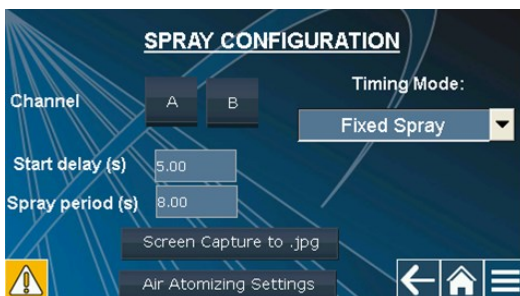 SPRAY CONFIGURATION
Timing Mode:
Channel A B
Fixed Spray
Start delay (s) 5.00
Spray period (s) 8.00
Screen Capture to .jpg
Air Atomizing Settings